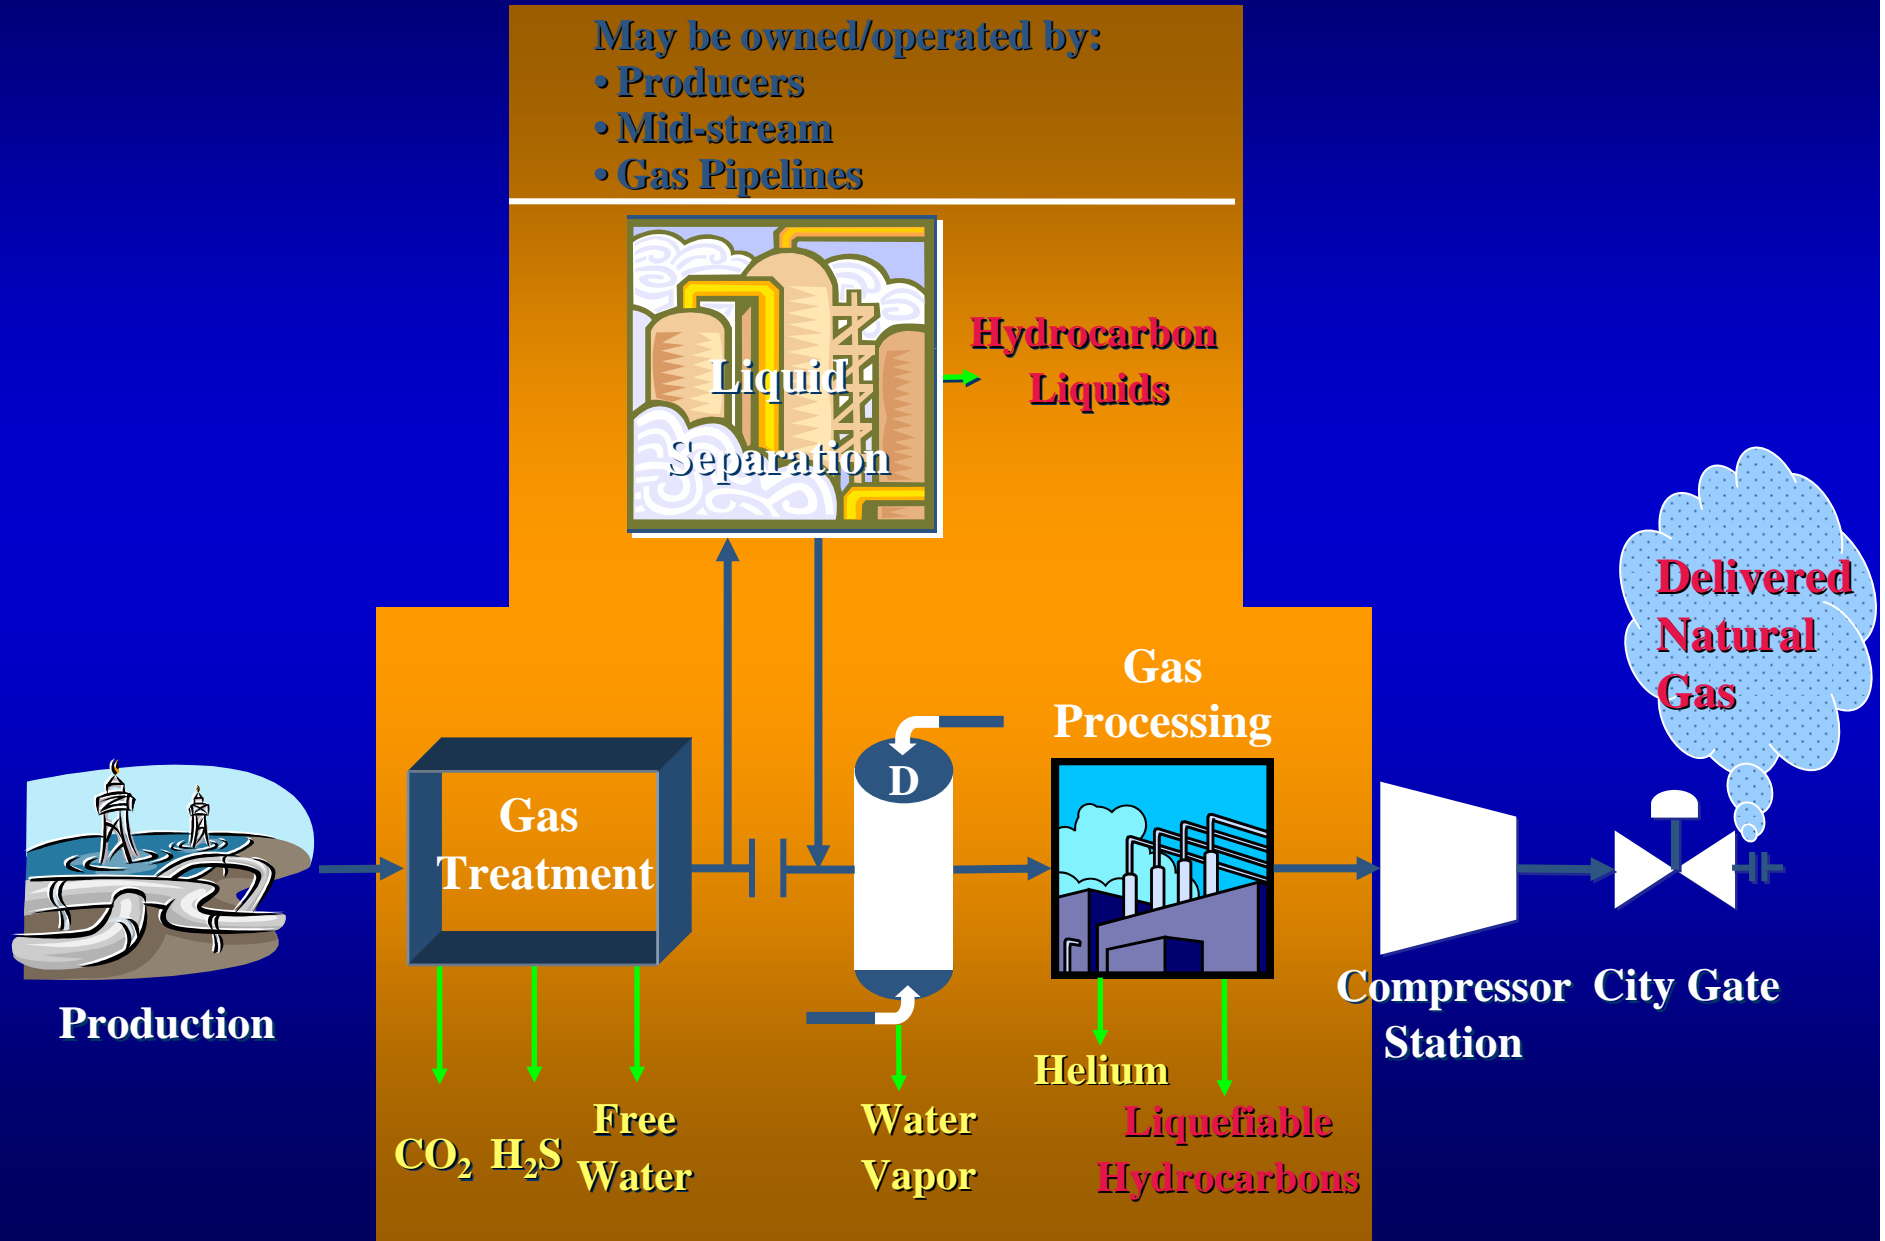 May be owned/operated by:
• Producers
• Mid-stream
• Gas Pipelines
Liquid
Separation
Hydrocarbon
Liquids
Delivered
Natural
Gas
Gas
Processing
Gas
Treatment
D
Production
Compressor
Station
City Gate
CO₂
H₂S
Free
Water
Water
Vapor
Helium
Liquefiable
Hydrocarbons